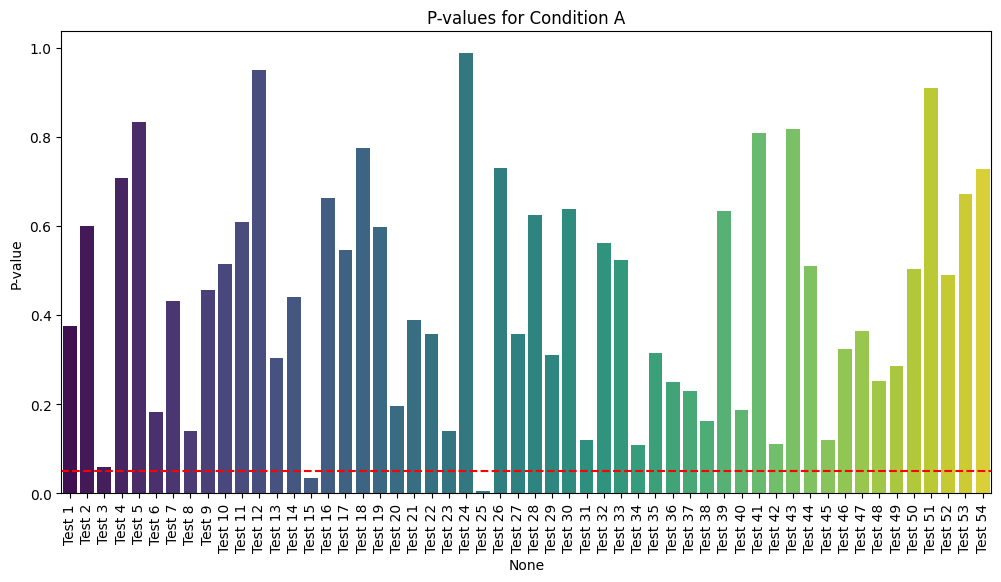 P-values for Condition A
P-value
1.0
0.8
0.6
0.4
0.2
0.0
Test 1
Test 2
Test 3
Test 4
Test 5
Test 6
Test 7
Test 8
Test 9
Test 10
Test 11
Test 12
Test 13
Test 14
Test 15
Test 16
Test 17
Test 18
Test 19
Test 20
Test 21
Test 22
Test 23
Test 24
Test 25
Test 26
Test 27
Test 28
Test 29
Test 30
Test 31
Test 32
Test 33
Test 34
Test 35
Test 36
Test 37
Test 38
Test 39
Test 40
Test 41
Test 42
Test 43
Test 44
Test 45
Test 46
Test 47
Test 48
Test 49
Test 50
Test 51
Test 52
Test 53
Test 54
None